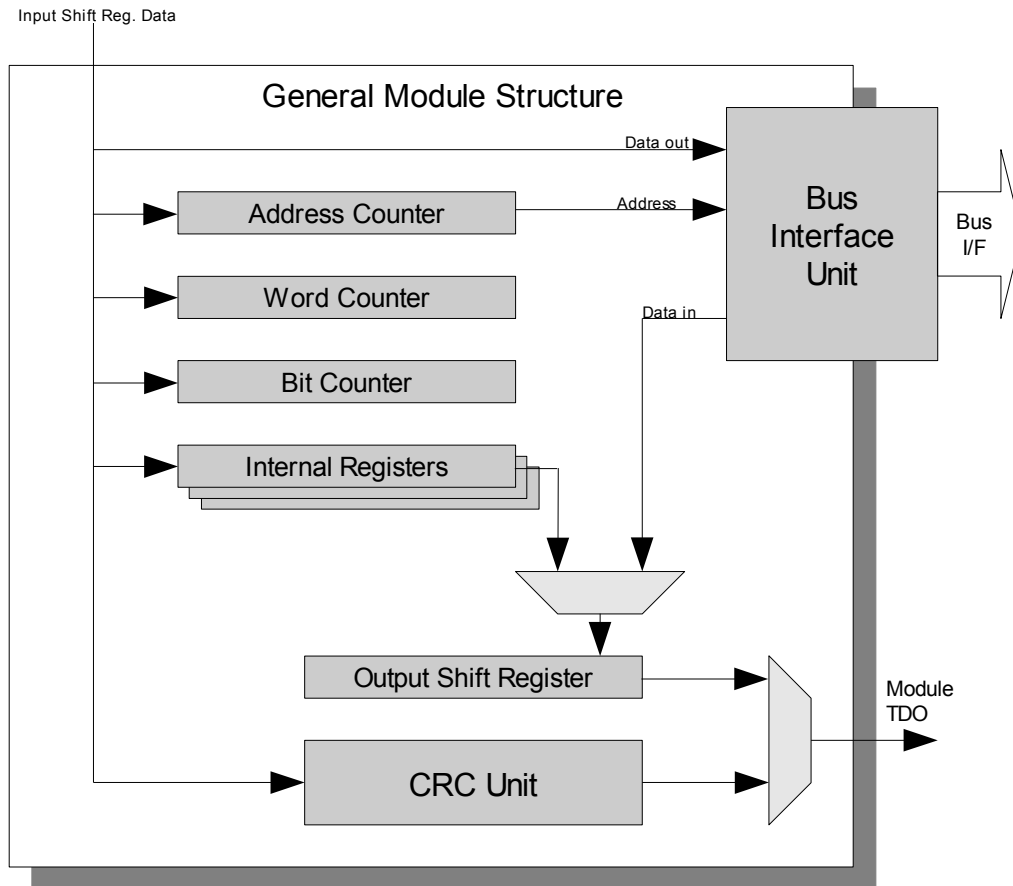 Input Shift Reg. Data
General Module Structure
Data out
Address Counter
Address
Bus
Interface
Unit
Bus
I/F
Word Counter
Data in
Bit Counter
Internal Registers
Output Shift Register
Module
TDO
CRC Unit